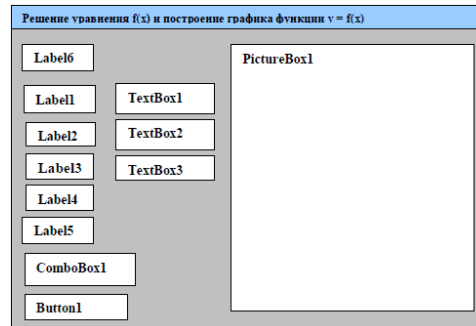 Решение уравнения f(x) и построение графика функции v = f(x)
Label6
PictureBox1
Label1
TextBox1
Label2
TextBox2
Label3
TextBox3
Label4
Label5
ComboBox1
Button1